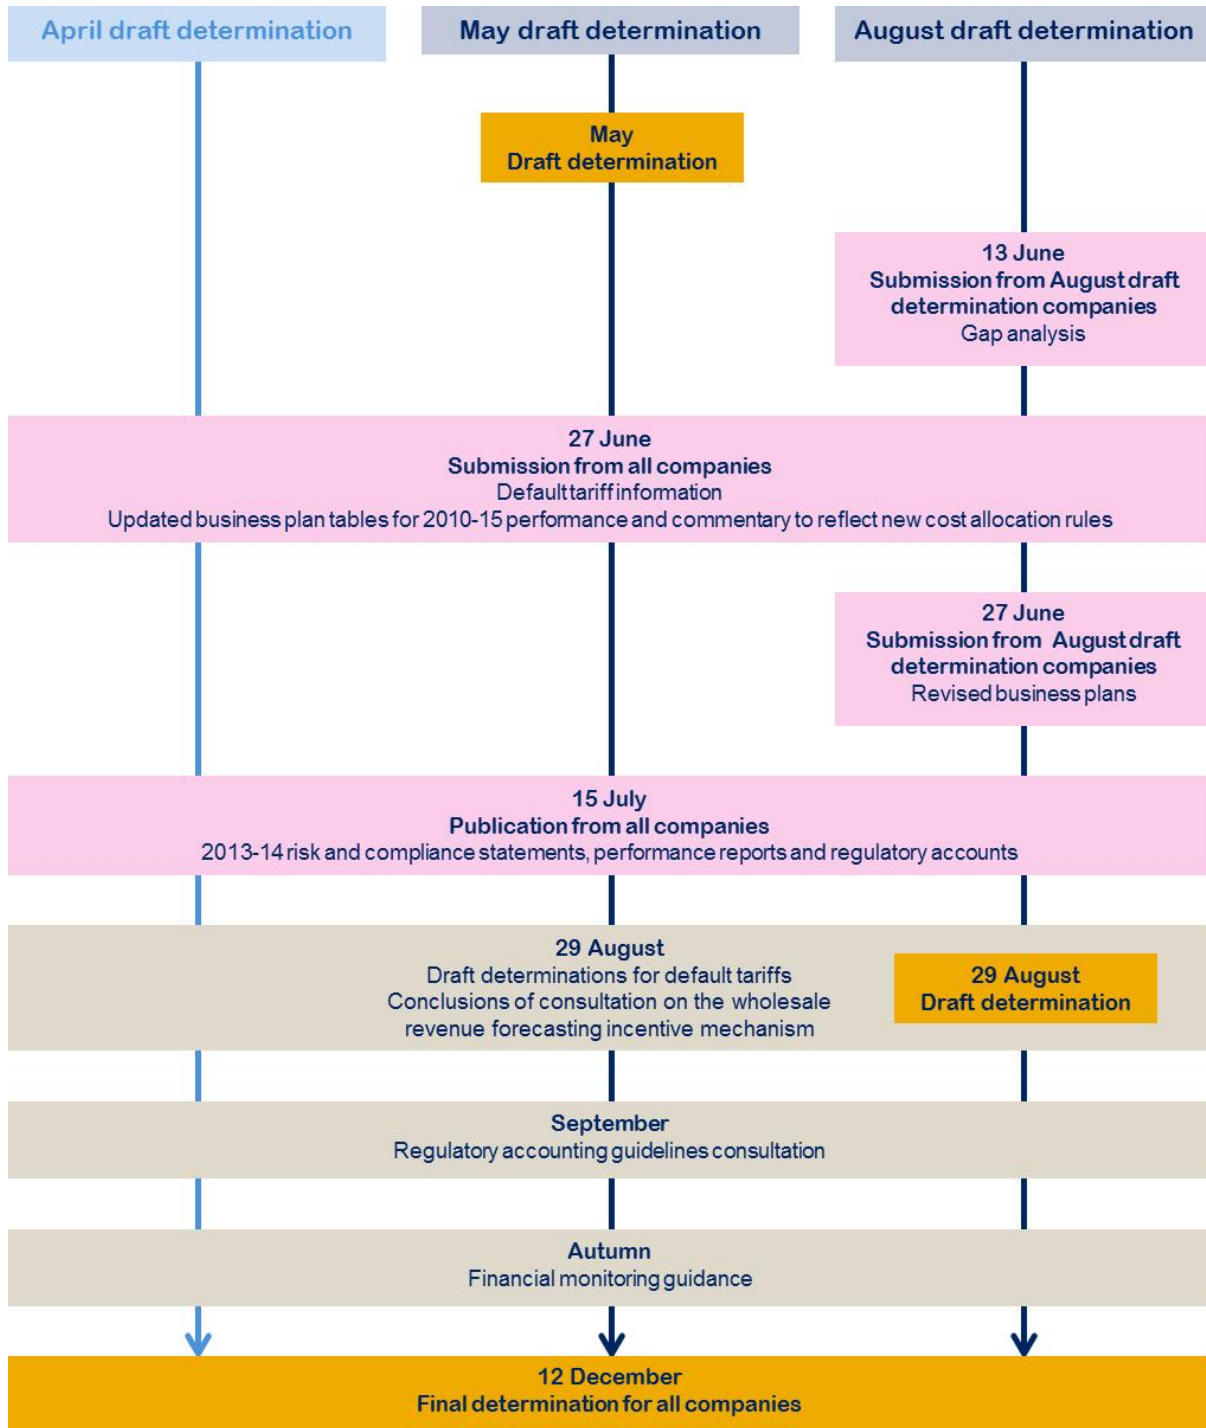 April draft determination
May draft determination
August draft determination
May
Draft determination
13 June
Submission from August draft
determination companies
Gap analysis
27 June
Submission from all companies
Default tariff information
Updated business plan tables for 2010-15 performance and commentary to reflect new cost allocation rules
27 June
Submission from August draft
determination companies
Revised business plans
15 July
Publication from all companies
2013-14 risk and compliance statements, performance reports and regulatory accounts
29 August
Draft determinations for default tariffs
Conclusions of consultation on the wholesale
revenue forecasting incentive mechanism
29 August
Draft determination
September
Regulatory accounting guidelines consultation
Autumn
Financial monitoring guidance
12 December
Final determination for all companies